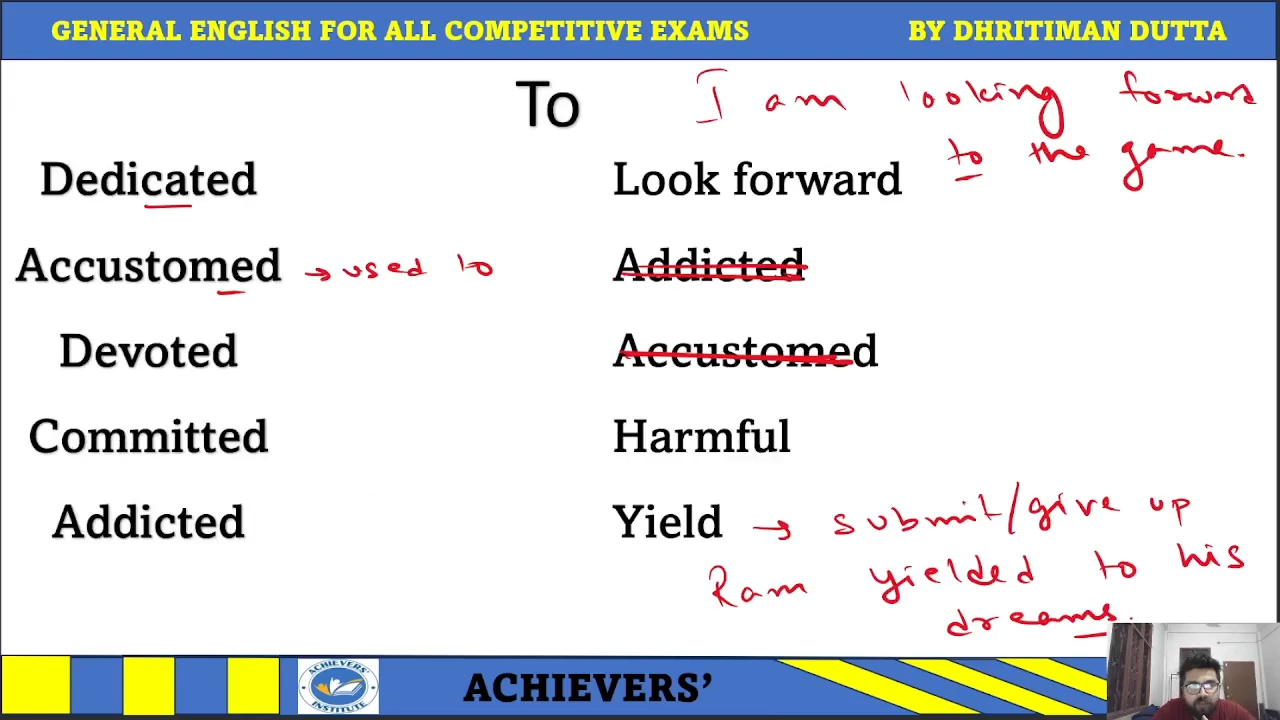 GENERAL ENGLISH FOR ALL COMPETITIVE EXAMS BY DHRITIMAN DUTTA
To
I am looking forward
to the game.
Dedicated
Accustomed → used to
Devoted
Committed
Addicted
Look forward
Addicted
Accustomed
Harmful
Yield → submit/give up
Ram yielded to his
dreams.
ACHIEVERS'
INSTITUTE
ACHIEVERS’